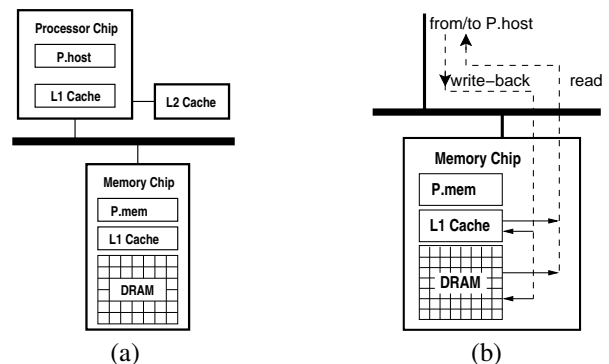 Processor Chip
P.host
L1 Cache
L2 Cache
Memory Chip
P.mem
L1 Cache
DRAM
(a)
from/to P.host
write-back
read
Memory Chip
P.mem
L1 Cache
DRAM
(b)